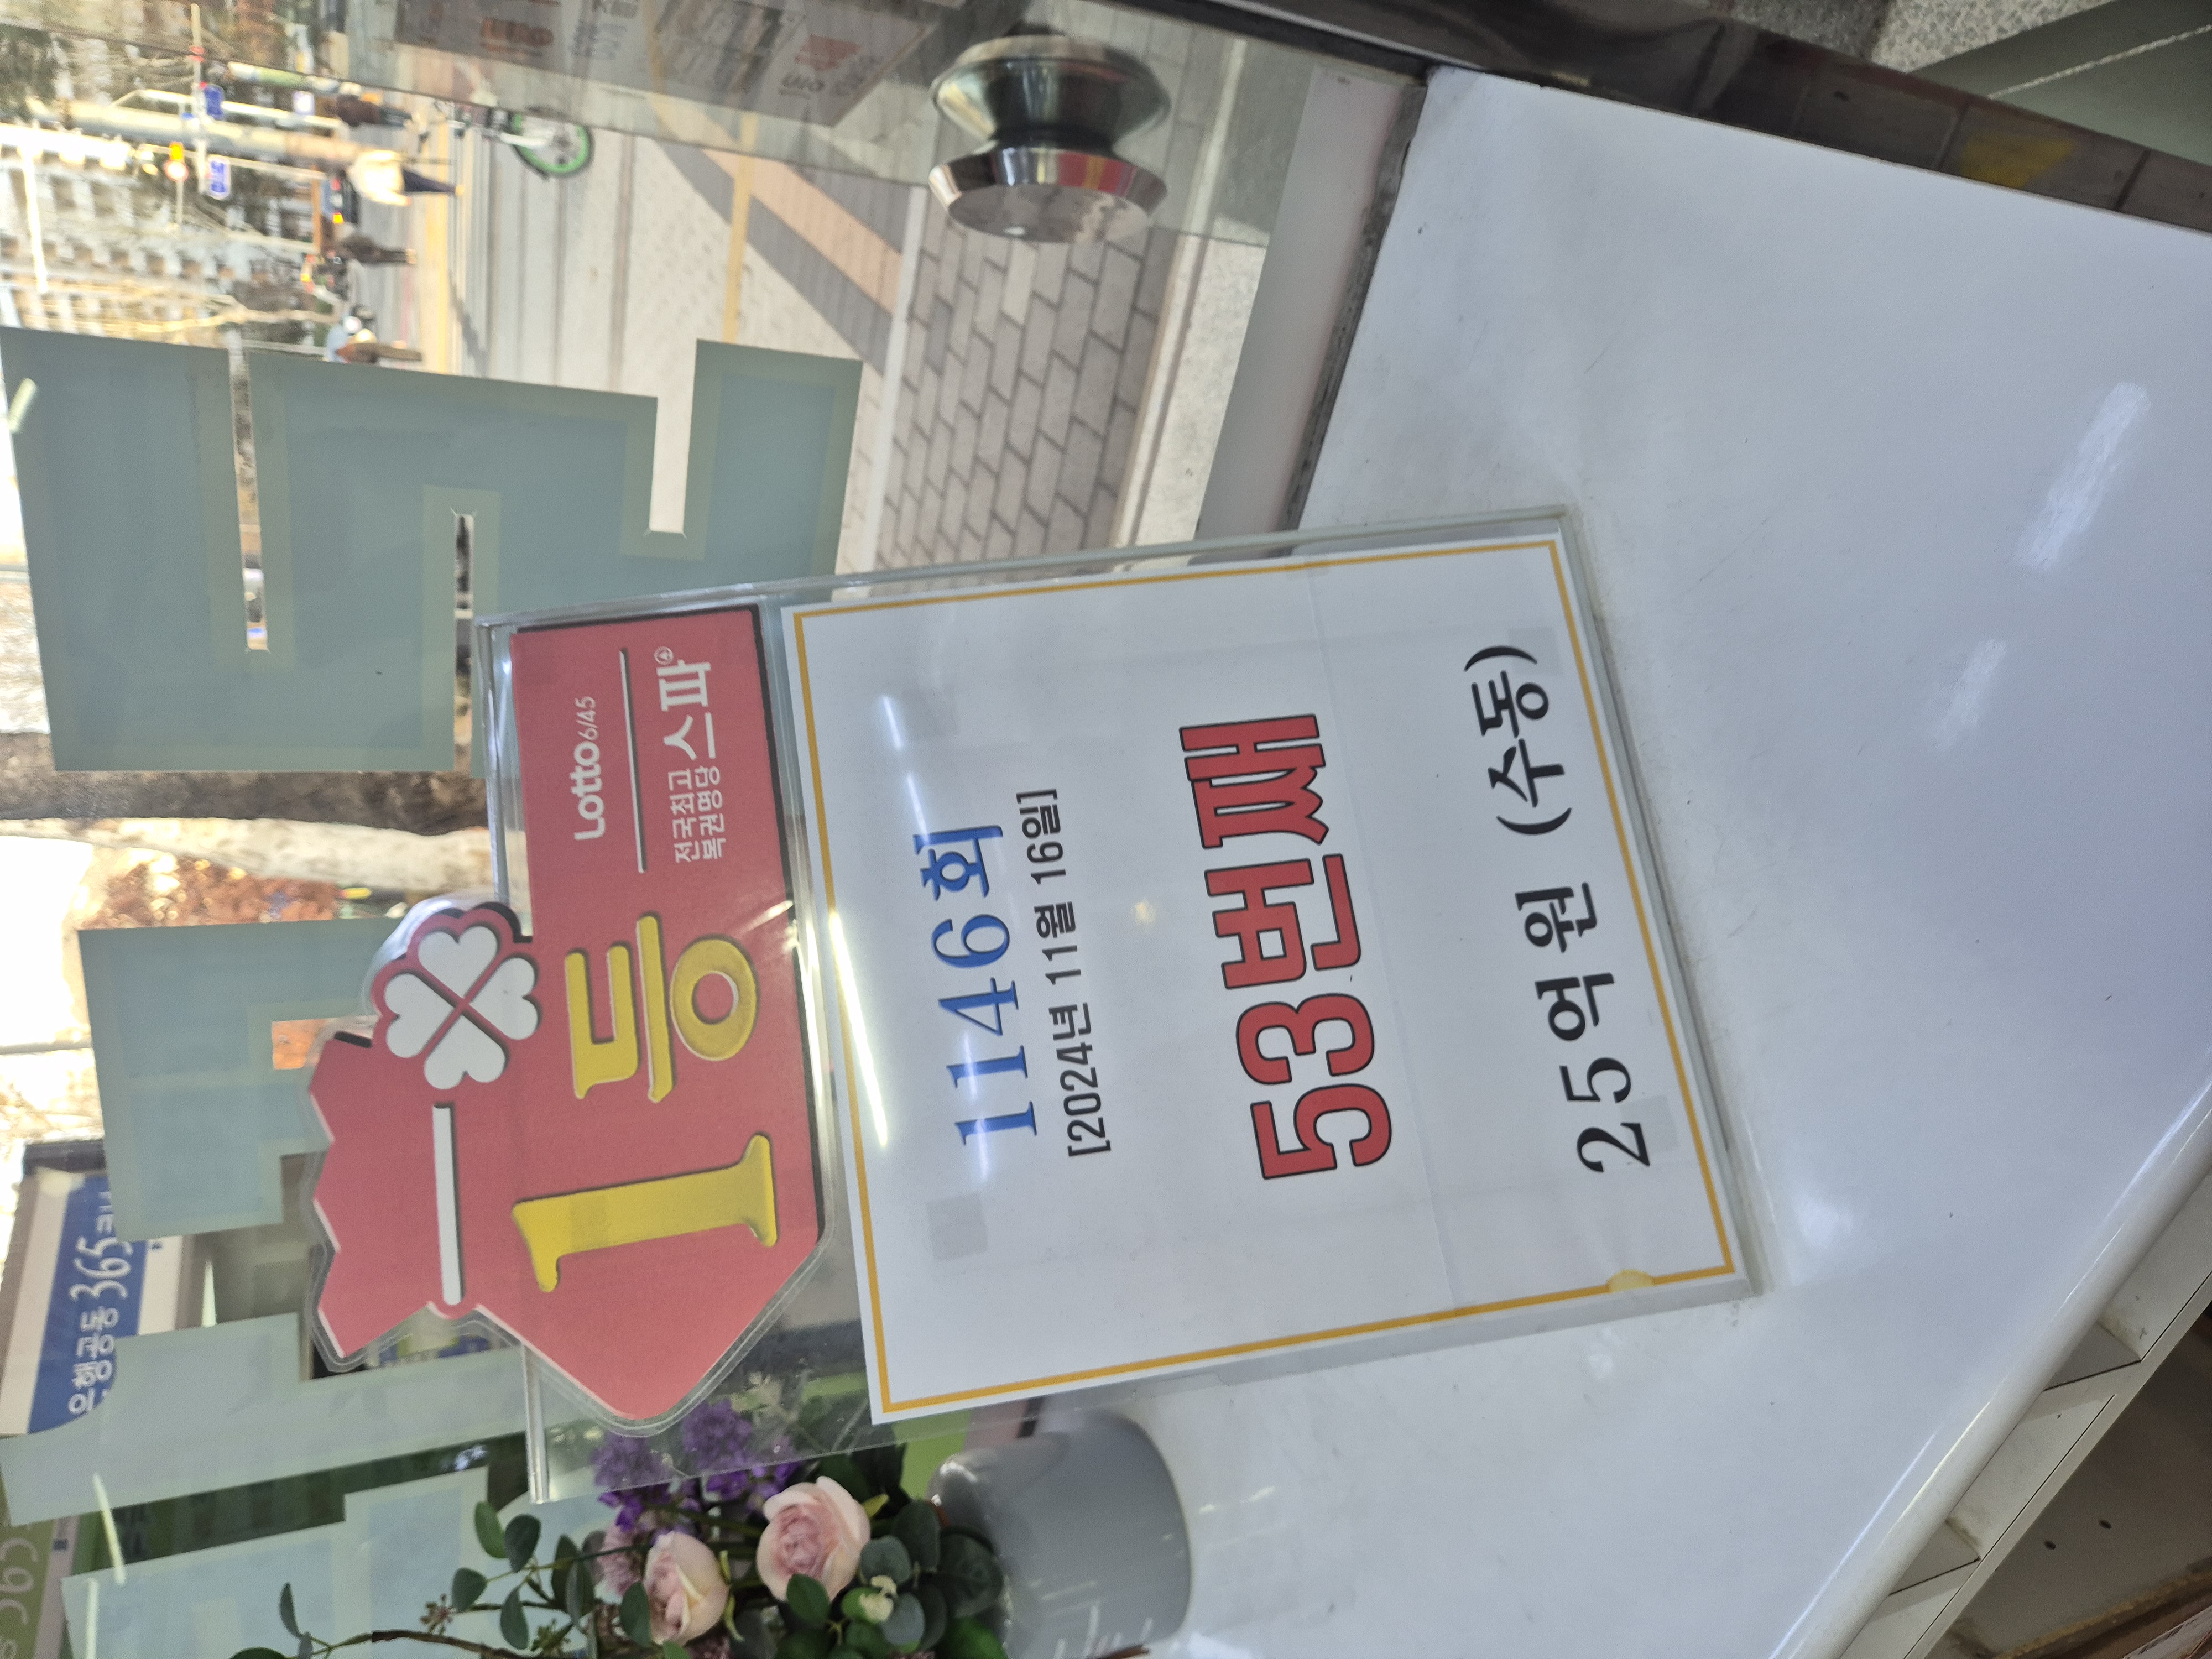 Lotto6/45
1등
전국최고
복권명당
스파
1146회
[2024년 11월 16일]
53번째
25억원 (수동)
은행공동 365
365